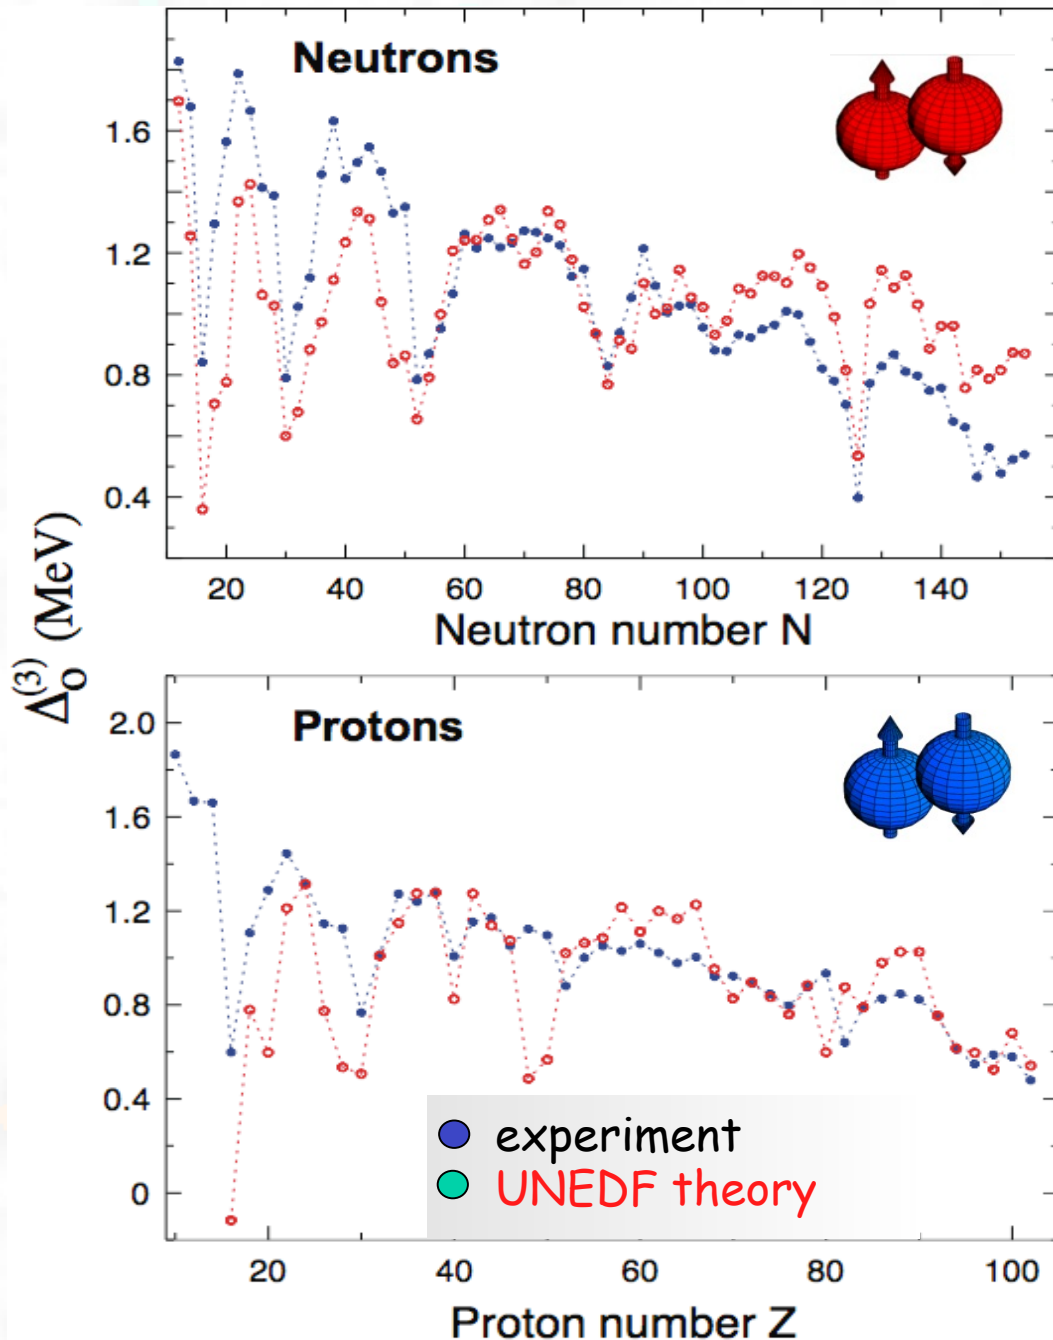 Neutrons
1.6
1.2
0.8
0.4
20 40 60 80 100 120 140
Neutron number N
Δo(3) (MeV)
Protons
2.0
1.6
1.2
0.8
0.4
0
experiment
UNEDF theory
20 40 60 80 100
Proton number Z